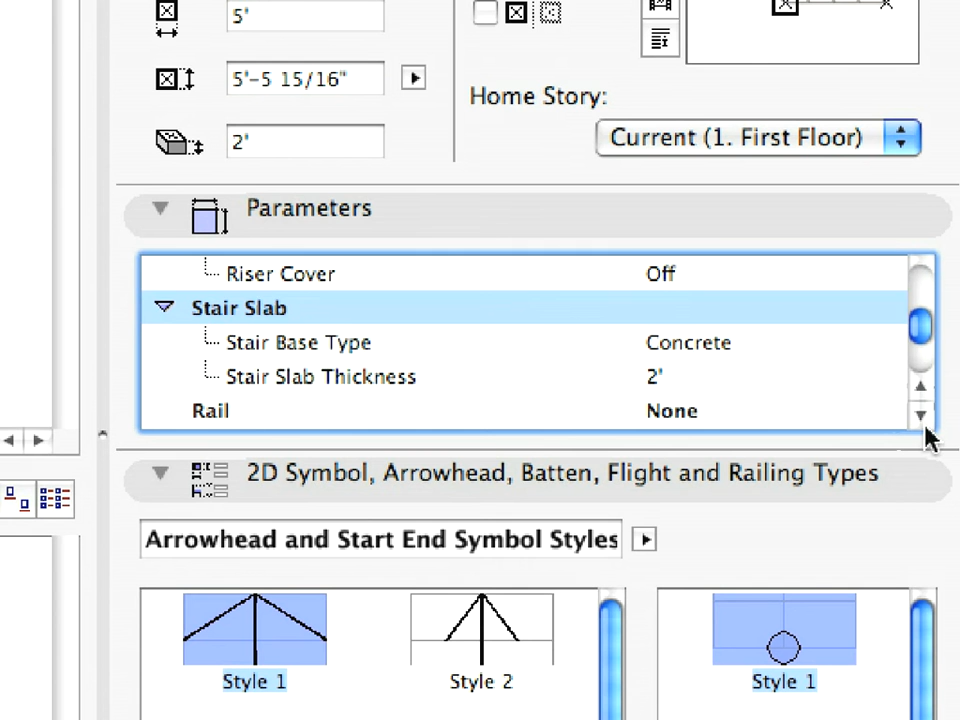 5'
5'-5 15/16"
Home Story:
2'
Current (1. First Floor)
Parameters
Riser Cover Off
Stair Slab
Stair Base Type Concrete
Stair Slab Thickness 2'
Rail None
2D Symbol, Arrowhead, Batten, Flight and Railing Types
Arrowhead and Start End Symbol Styles
Style 1 Style 2 Style 1